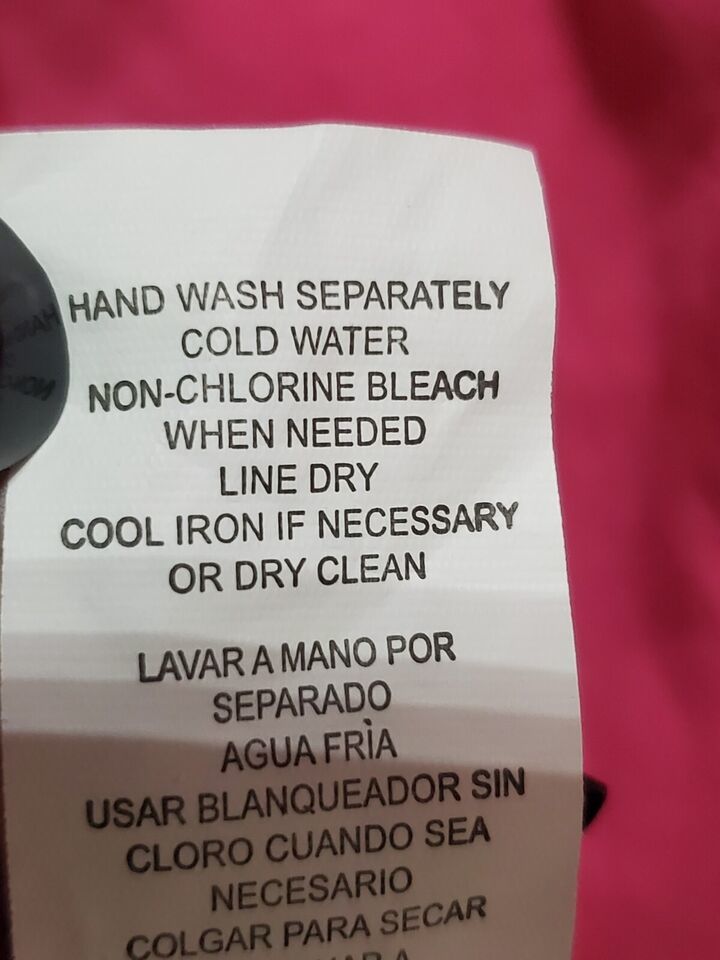 HAND WASH SEPARATELY
COLD WATER
NON-CHLORINE BLEACH
WHEN NEEDED
LINE DRY
COOL IRON IF NECESSARY
OR DRY CLEAN
LAVAR A MANO POR
SEPARADO
AGUA FRÌA
USAR BLANQUEADOR SIN
CLORO CUANDO SEA
NECESARIO
COLGAR PARA SECAR